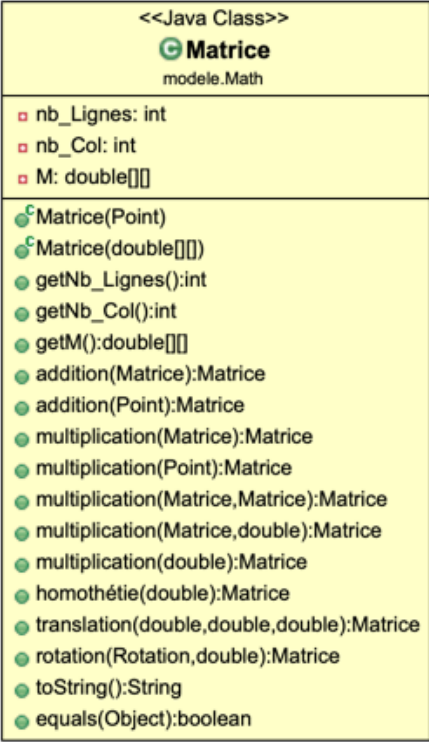 <<Java Class>>
Matrice
modele.Math
nb_Lignes: int
nb_Col: int
M: double[][]
Matrice(Point)
Matrice(double[][])
getNb_Lignes():int
getNb_Col():int
getM():double[][]
addition(Matrice):Matrice
addition(Point):Matrice
multiplication(Matrice):Matrice
multiplication(Point):Matrice
multiplication(Matrice,Matrice):Matrice
multiplication(Matrice,double):Matrice
multiplication(double):Matrice
homothétie(double):Matrice
translation(double,double,double):Matrice
rotation(Rotation,double):Matrice
toString():String
equals(Object):boolean